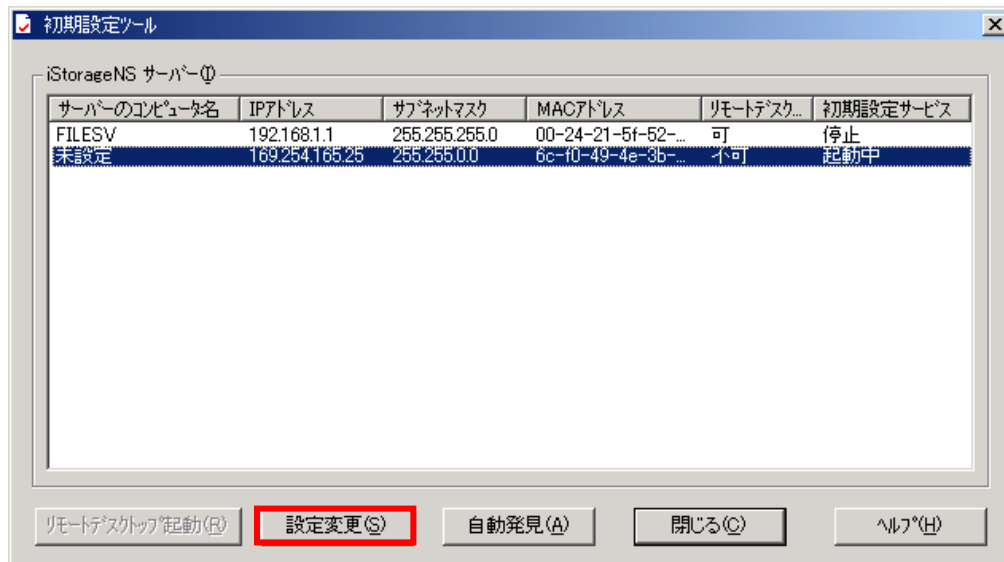 初期設定ツール
iStorageNS サーバー(I)
サーバーのコンピュータ名 IPアドレス サブネットマスク MACアドレス リモートデスク... 初期設定サービス
FILESV 192.168.1.1 255.255.255.0 00-24-21-5f-52-... 可 停止
未設定 169.254.165.25 255.255.0.0 6c-f0-49-4e-3b-... 不可 起動中
リモートデスクトップ起動(R) 設定変更(S) 自動発見(A) 閉じる(C) ヘルプ(H)